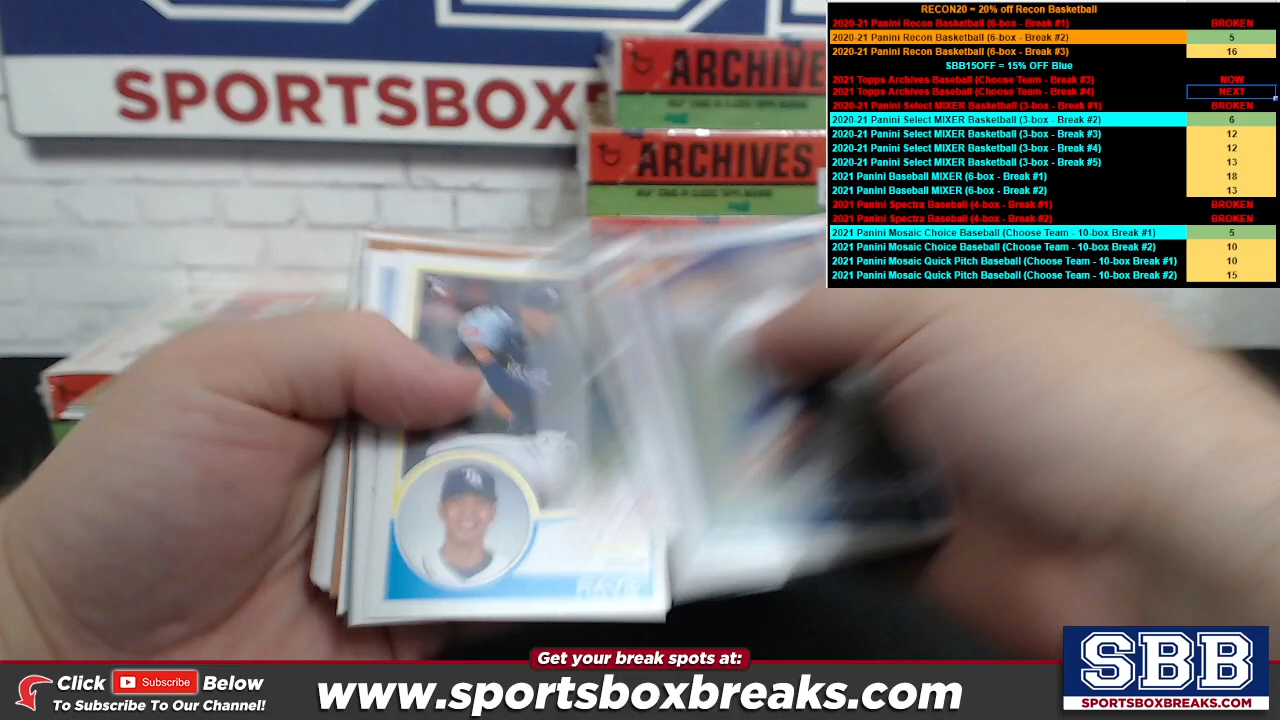 RECON20 = 20% off Recon Basketball
2020-21 Panini Recon Basketball (6-box - Break #1) BROKEN
2020-21 Panini Recon Basketball (6-box - Break #2) 5
2020-21 Panini Recon Basketball (6-box - Break #3) 16
SBB15OFF = 15% OFF Blue
2021 Topps Archives Baseball (Choose Team - Break #3) NOW
2021 Topps Archives Baseball (Choose Team - Break #4) NEXT
2020-21 Panini Select MIXER Basketball (3-box - Break #1) BROKEN
2020-21 Panini Select MIXER Basketball (3-box - Break #2) 6
2020-21 Panini Select MIXER Basketball (3-box - Break #3) 12
2020-21 Panini Select MIXER Basketball (3-box - Break #4) 12
2020-21 Panini Select MIXER Basketball (3-box - Break #5) 13
2021 Panini Baseball MIXER (6-box - Break #1) 18
2021 Panini Baseball MIXER (6-box - Break #2) 13
2021 Panini Spectra Baseball (4-box - Break #1) BROKEN
2021 Panini Spectra Baseball (4-box - Break #2) BROKEN
2021 Panini Mosaic Choice Baseball (Choose Team - 10-box Break #1) 5
2021 Panini Mosaic Choice Baseball (Choose Team - 10-box Break #2) 10
2021 Panini Mosaic Quick Pitch Baseball (Choose Team - 10-box Break #1) 10
2021 Panini Mosaic Quick Pitch Baseball (Choose Team - 10-box Break #2) 15
SPORTSBOX
ARCHIVE
ARCHIVES
TB
RAYS
Get your break spots at:
Click Subscribe Below
To Subscribe To Our Channel!
www.sportsboxbreaks.com
SBB
SPORTSBOXBREAKS.COM